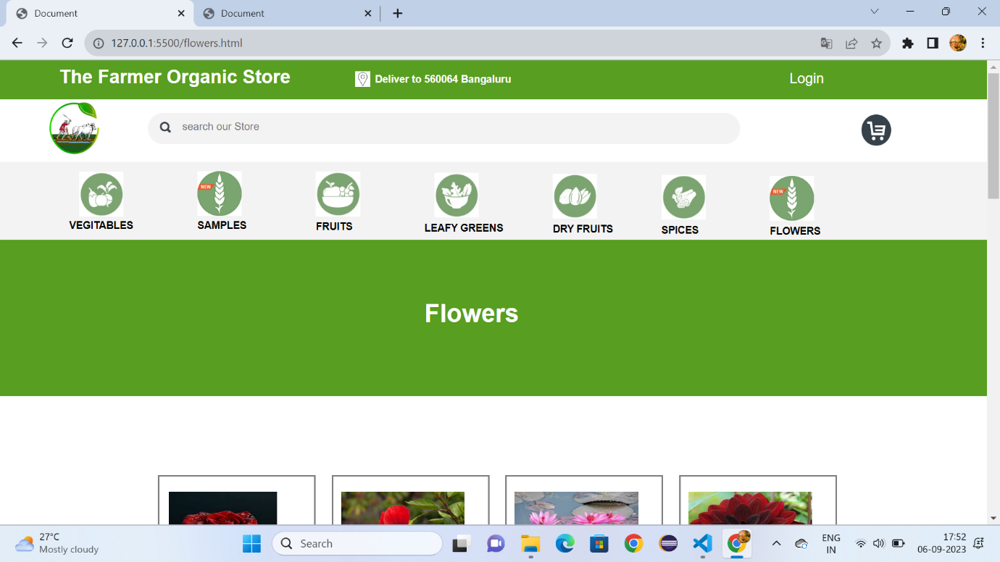 Document
Document
127.0.0.1:5500/flowers.html
The Farmer Organic Store
Deliver to 560064 Bangaluru
Login
search our Store
NEW
NEW
VEGITABLES
SAMPLES
FRUITS
LEAFY GREENS
DRY FRUITS
SPICES
FLOWERS
Flowers
27°C
Mostly cloudy
Search
ENG
IN
17:52
06-09-2023